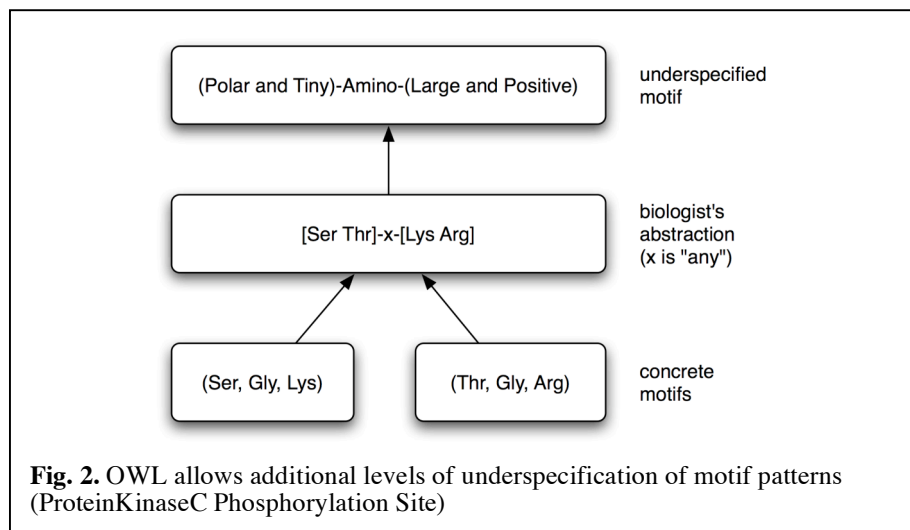 (Polar and Tiny)-Amino-(Large and Positive)
underspecified
motif
[Ser Thr]-x-[Lys Arg]
biologist's
abstraction
(x is "any")
(Ser, Gly, Lys)
(Thr, Gly, Arg)
concrete
motifs
Fig. 2. OWL allows additional levels of underspecification of motif patterns
(ProteinKinaseC Phosphorylation Site)